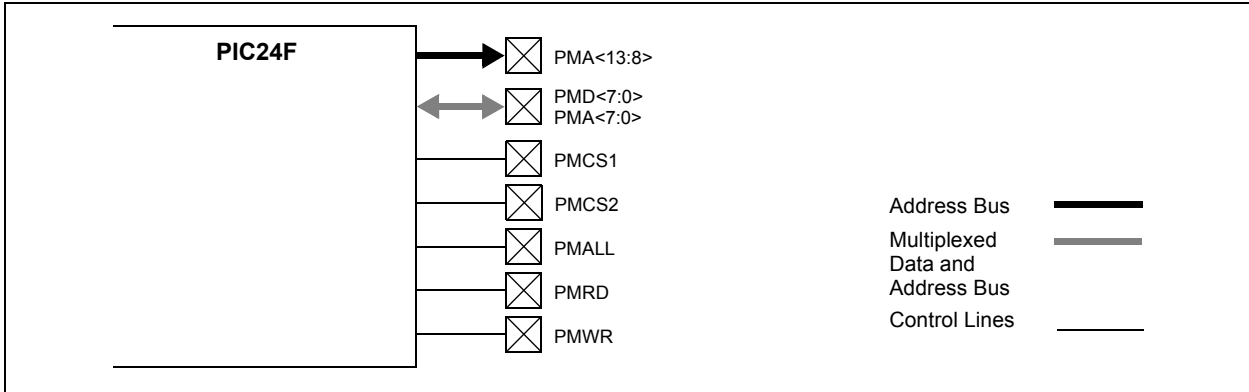 PIC24F
PMA<13:8>
PMD<7:0>
PMA<7:0>
PMCS1
PMCS2
PMALL
PMRD
PMWR
Address Bus
Multiplexed
Data and
Address Bus
Control Lines